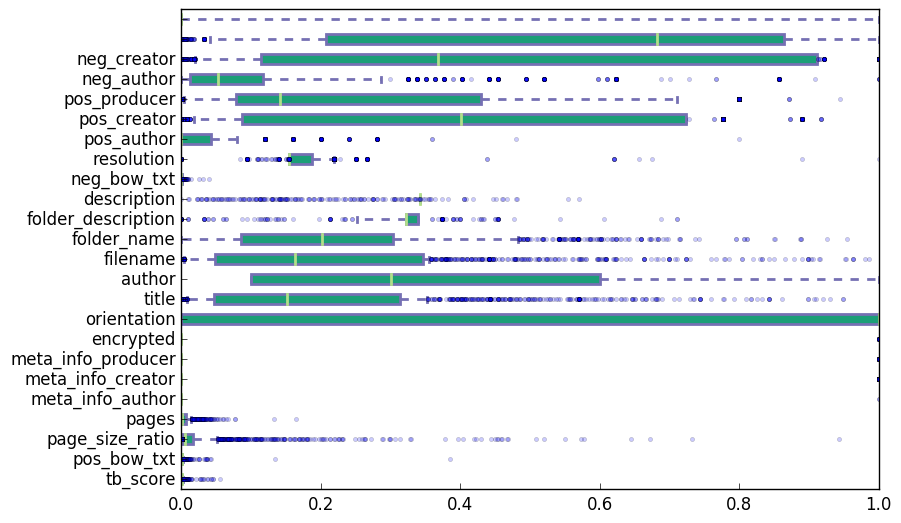 neg_creator
neg_author
pos_producer
pos_creator
pos_author
resolution
neg_bow_txt
description
folder_description
folder_name
filename
author
title
orientation
encrypted
meta_info_producer
meta_info_creator
meta_info_author
pages
page_size_ratio
pos_bow_txt
tb_score
0.0 0.2 0.4 0.6 0.8 1.0